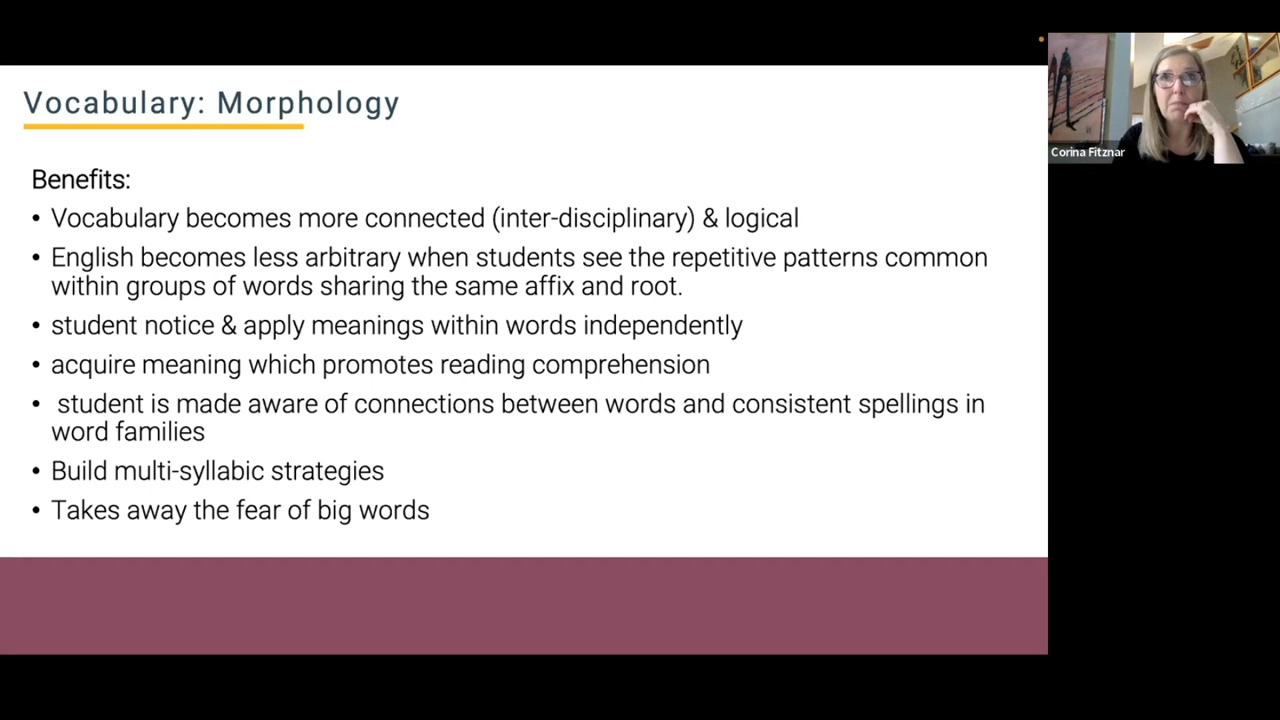 Vocabulary: Morphology
Corina Fitznar
Benefits:
• Vocabulary becomes more connected (inter-disciplinary) & logical
• English becomes less arbitrary when students see the repetitive patterns common
within groups of words sharing the same affix and root.
• student notice & apply meanings within words independently
• acquire meaning which promotes reading comprehension
• student is made aware of connections between words and consistent spellings in
word families
• Build multi-syllabic strategies
• Takes away the fear of big words